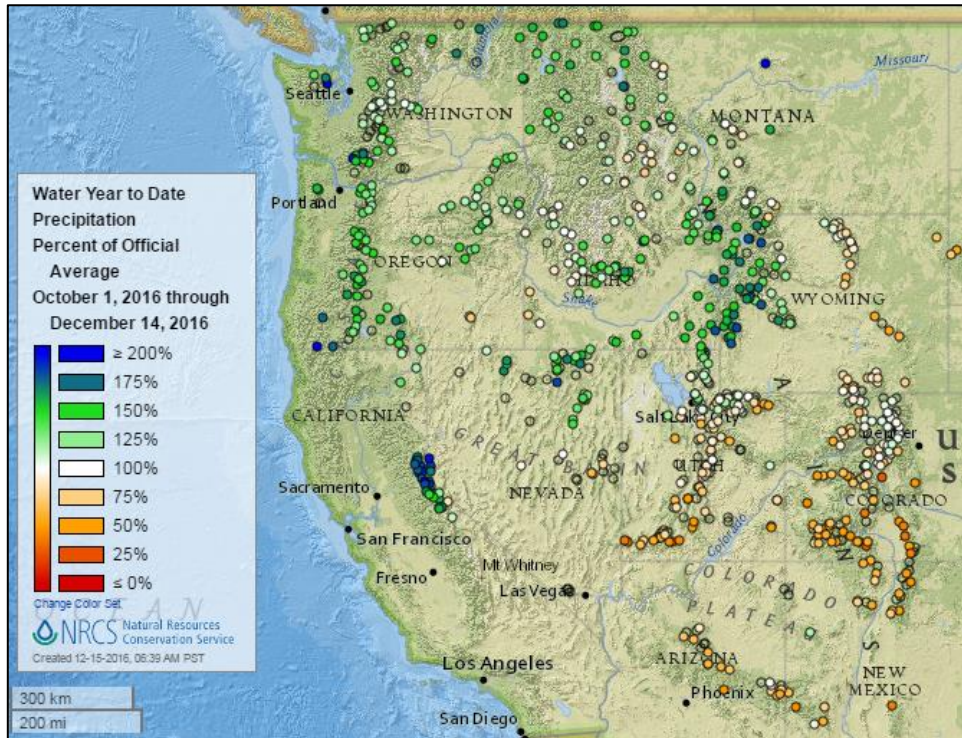 Water Year to Date
Precipitation
Percent of Official
Average
October 1, 2016 through
December 14, 2016
≥ 200%
175%
150%
125%
100%
75%
50%
25%
≤ 0%
Change Color Set
NRCS Natural Resources
Conservation Service
Created 12-15-2016, 06:39 AM PST
300 km
200 mi
Seattle
WASHINGTON
Missouri
MONTANA
Portland
OREGON
IDAHO
Snake
WYOMING
CALIFORNIA
Salt Lake City
GREAT BASIN
NEVADA
UTAH
Denver
U
S
COLORADO
Sacramento
San Francisco
Fresno
Mt Whitney
Las Vegas
Colorado
COLORADO
PLATEAU
Los Angeles
ARIZONA
Phoenix
NEW
MEXICO
San Diego